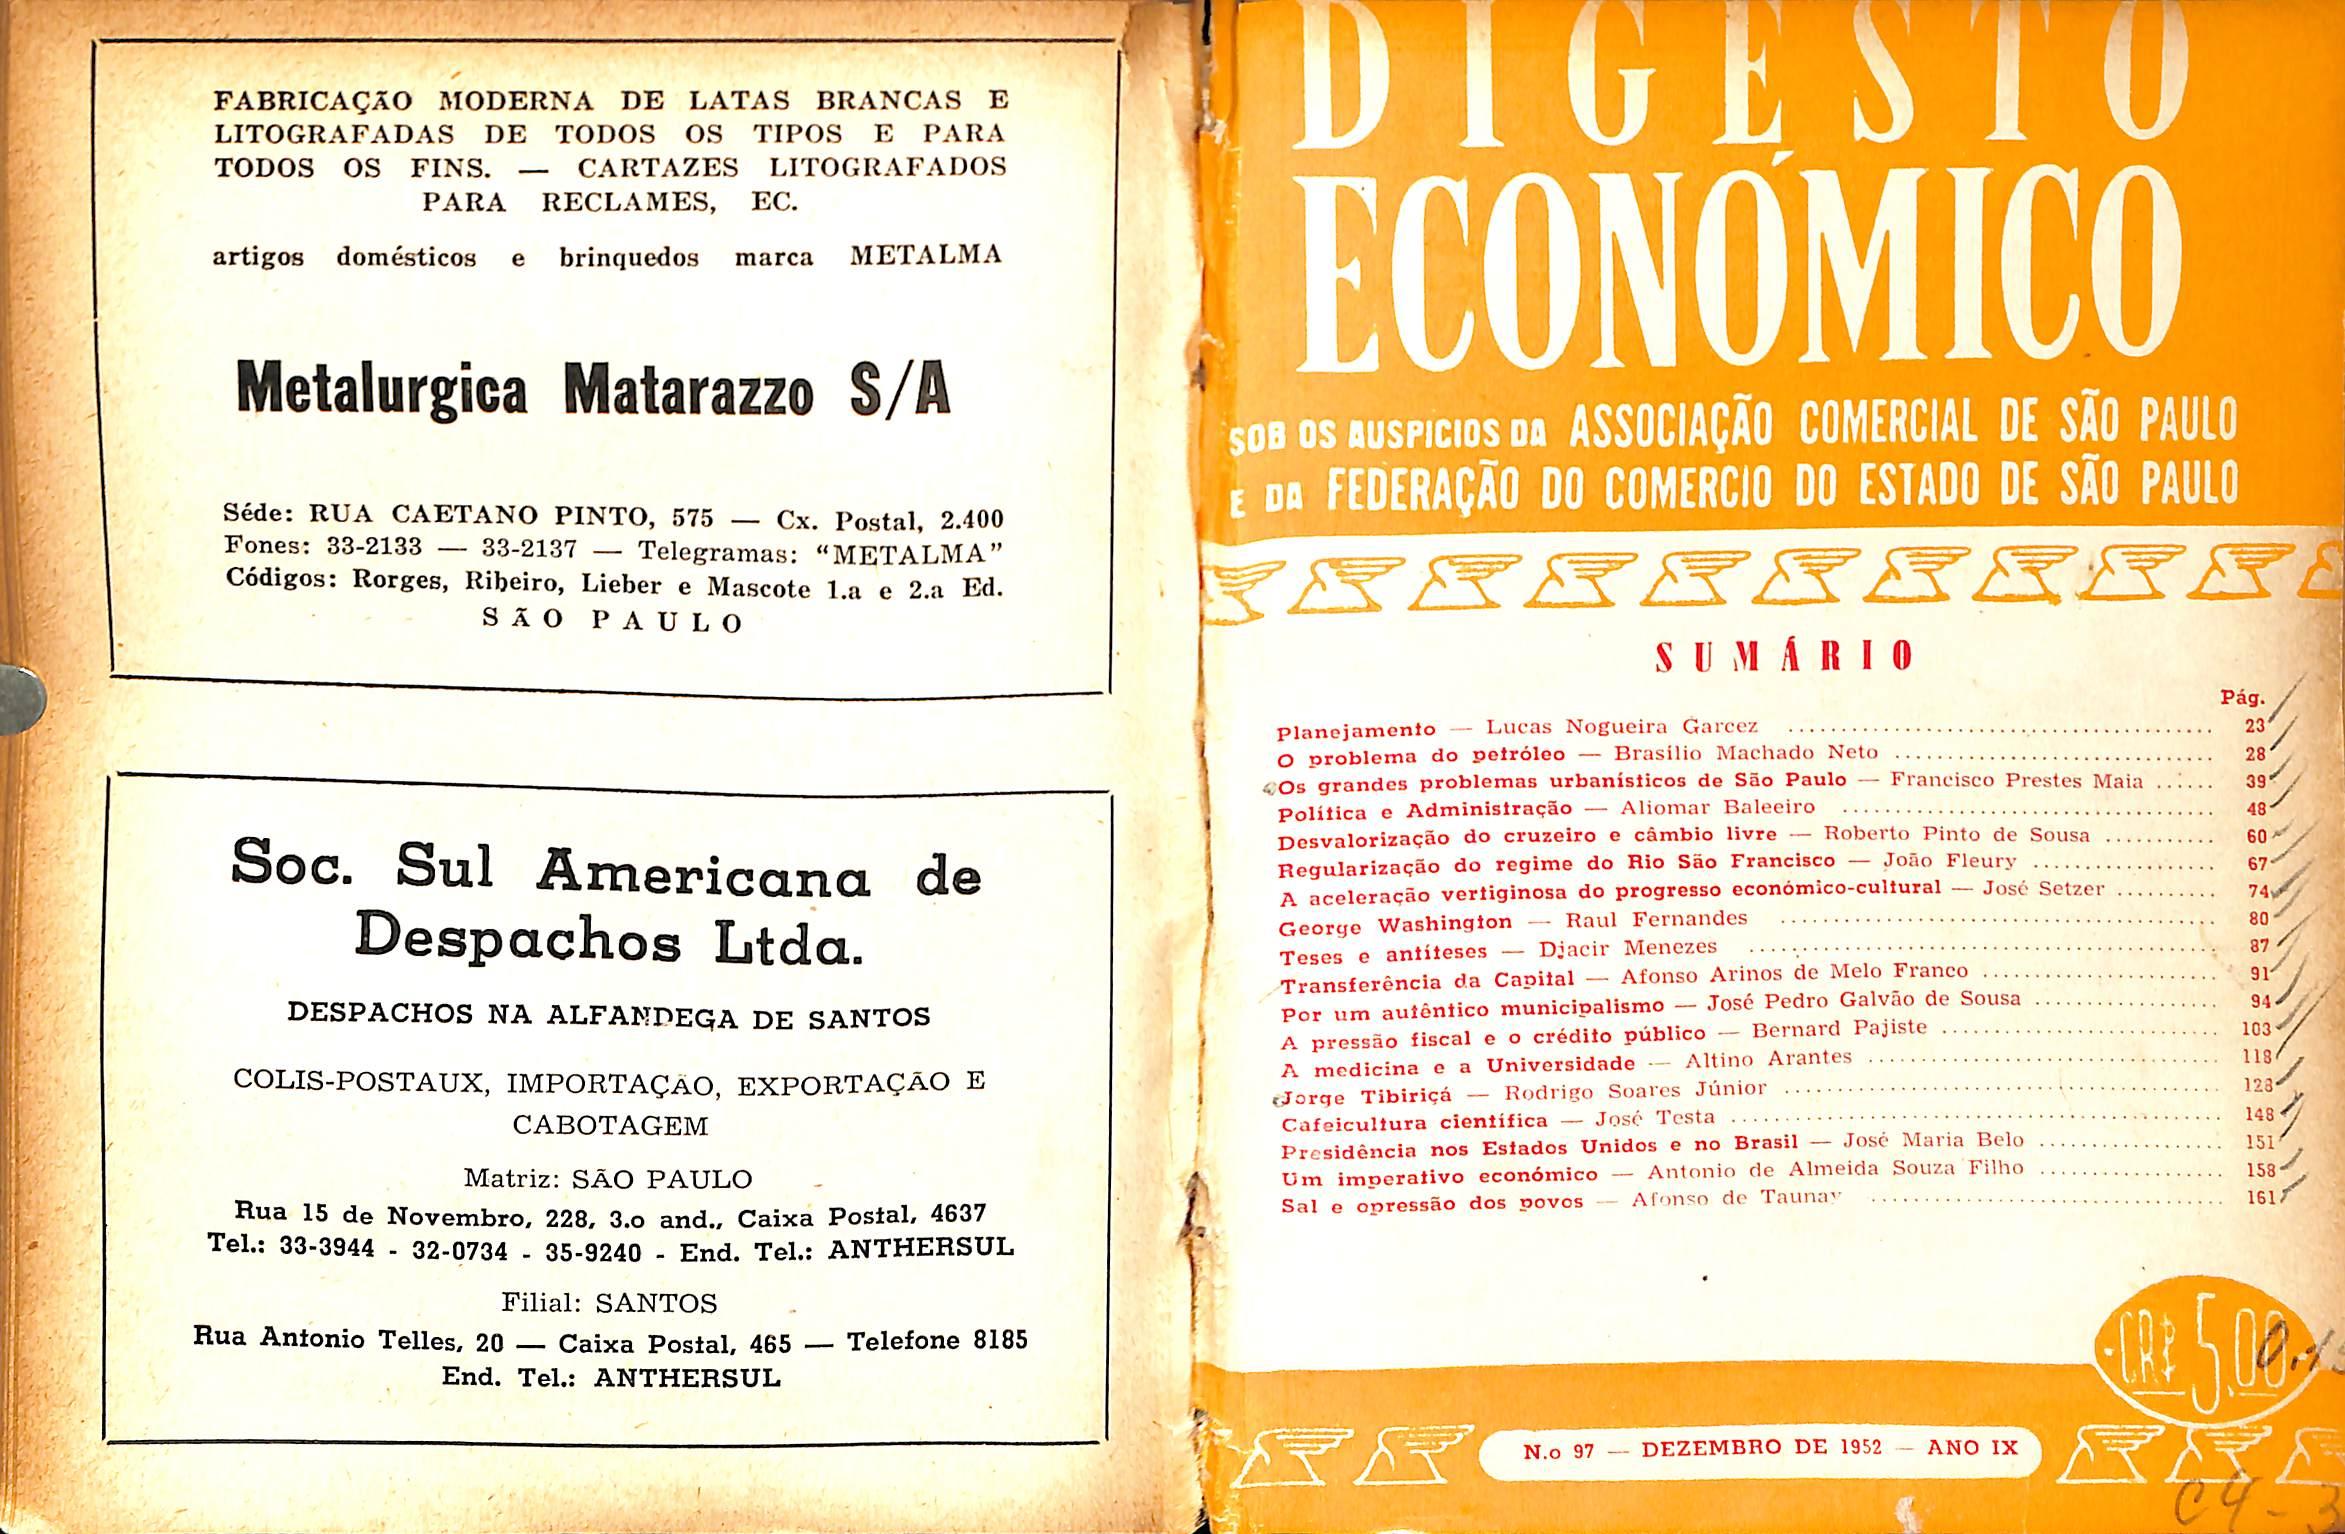 FABRICAÇÃO MODERNA DE LATAS BRANCAS E
LITOGRAFADAS DE TODOS OS TIPOS E PARA
TODOS OS FINS. — CARTAZES LITOGRAFADOS
PARA RECLAMES, EC.
artigos domésticos e brinquedos marca METALMA
Metalurgica Matarazzo S/A
Séde: RUA CAETANO PINTO, 575 — Cx. Postal, 2.400
Fones: 33-2133 — 33-2137 — Telegramas: “METALMA”
Códigos: Rorges, Ribeiro, Lieber e Mascote 1.a e 2.a Ed.
SÃO PAULO
Soc. Sul Americana de
Despachos Ltda.
DESPACHOS NA ALFANDEGA DE SANTOS
COLIS-POSTAUX, IMPORTAÇÃO, EXPORTAÇÃO E
CABOTAGEM
Matriz: SÃO PAULO
Rua 15 de Novembro, 228, 3.o and., Caixa Postal, 4637
Tel.: 33-3944 - 32-0734 - 35-9240 - End. Tel.: ANTHERSUL
Filial: SANTOS
Rua Antonio Telles, 20 — Caixa Postal, 465 — Telefone 8185
End. Tel.: ANTHERSUL
DIGESTO
ECONÓMICO
SOB OS AUSPICIOS DA ASSOCIAÇÃO COMERCIAL DE SÃO PAULO
E DA FEDERAÇÃO DO COMERCIO DO ESTADO DE SÃO PAULO
SUMÁRIO
Pág.
Planejamento — Lucas Nogueira Garcez ........ 23
O problema do petróleo — Brasílio Machado Neto ........ 28
Os grandes problemas urbanísticos de São Paulo — Francisco Prestes Maia ...... 39
Política e Administração — Aliomar Baleeiro ........ 48
Desvalorização do cruzeiro e câmbio livre — Roberto Pinto de Sousa ........ 60
Regularização do regime do Rio São Francisco — João Fleury ........ 67
A aceleração vertiginosa do progresso económico-cultural — José Setzer ........ 74
George Washington — Raul Fernandes ........ 80
Teses e antíteses — Djacir Menezes ........ 87
Transferência da Capital — Afonso Arinos de Melo Franco ........ 91
Por um autêntico municipalismo — José Pedro Galvão de Sousa ........ 94
A pressão fiscal e o crédito público — Bernard Pajiste ........ 103
A medicina e a Universidade — Altino Arantes ........ 118
Jorge Tibiriçá — Rodrigo Soares Júnior ........ 128
Cafeicultura científica — José Testa ........ 148
Presidência nos Estados Unidos e no Brasil — José Maria Belo ........ 151
Um imperativo económico — Antonio de Almeida Souza Filho ........ 158
Sal e opressão dos povos — Afonso de Taunay ........ 161
CR$ 5,00
N.o 97 — DEZEMBRO DE 1952 — ANO IX
C4-3